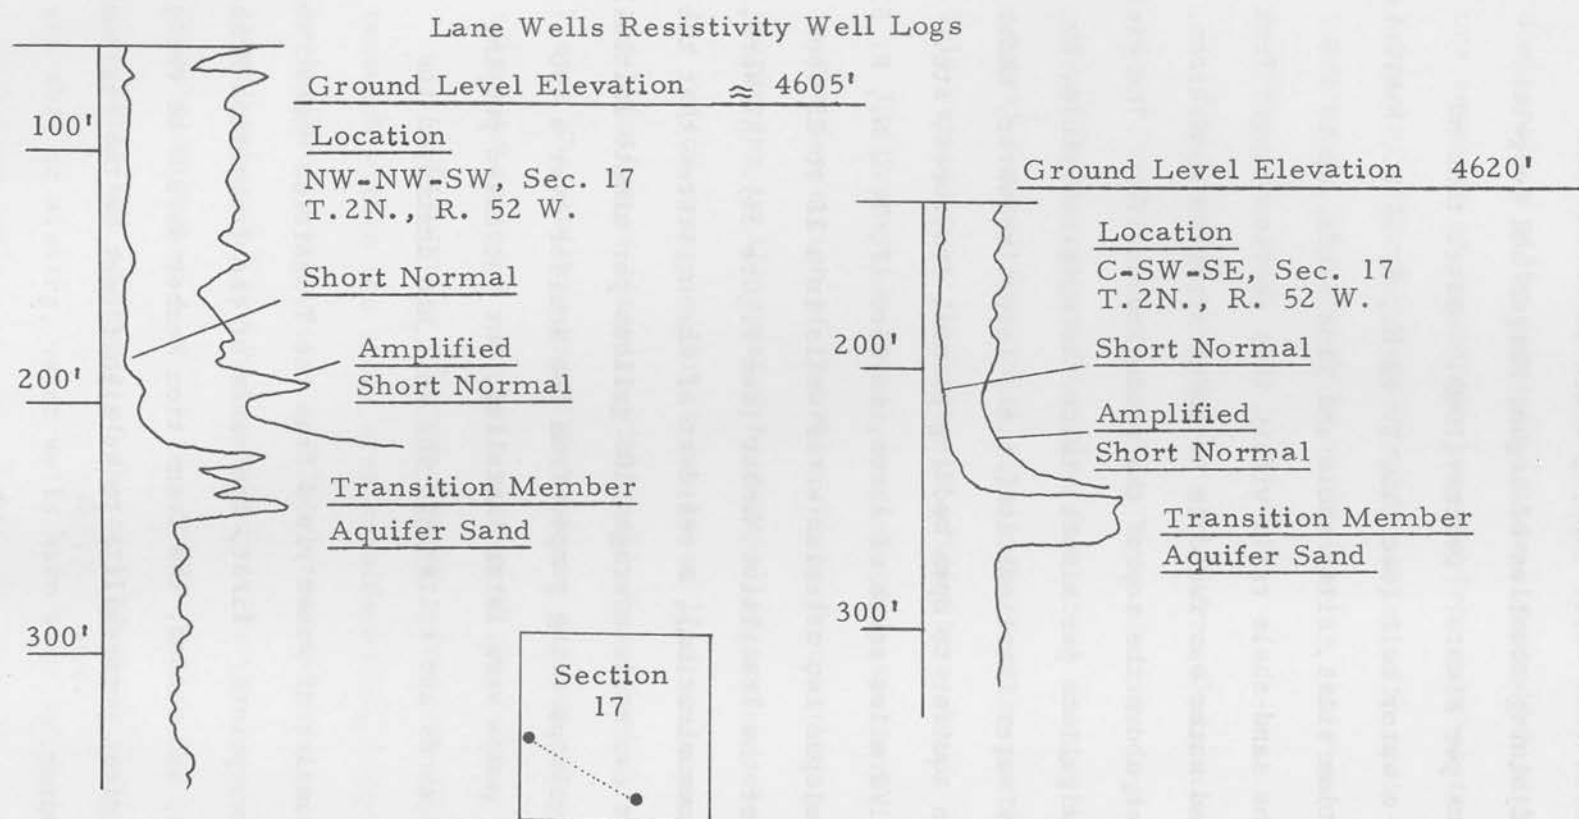 Lane Wells Resistivity Well Logs
Ground Level Elevation ≈ 4605'
100'
Location
NW-NW-SW, Sec. 17
T. 2N., R. 52 W.
Short Normal
Amplified
Short Normal
200'
Transition Member
Aquifer Sand
300'
Section
17
Ground Level Elevation 4620'
Location
C-SW-SE, Sec. 17
T. 2N., R. 52 W.
200'
Short Normal
Amplified
Short Normal
Transition Member
Aquifer Sand
300'